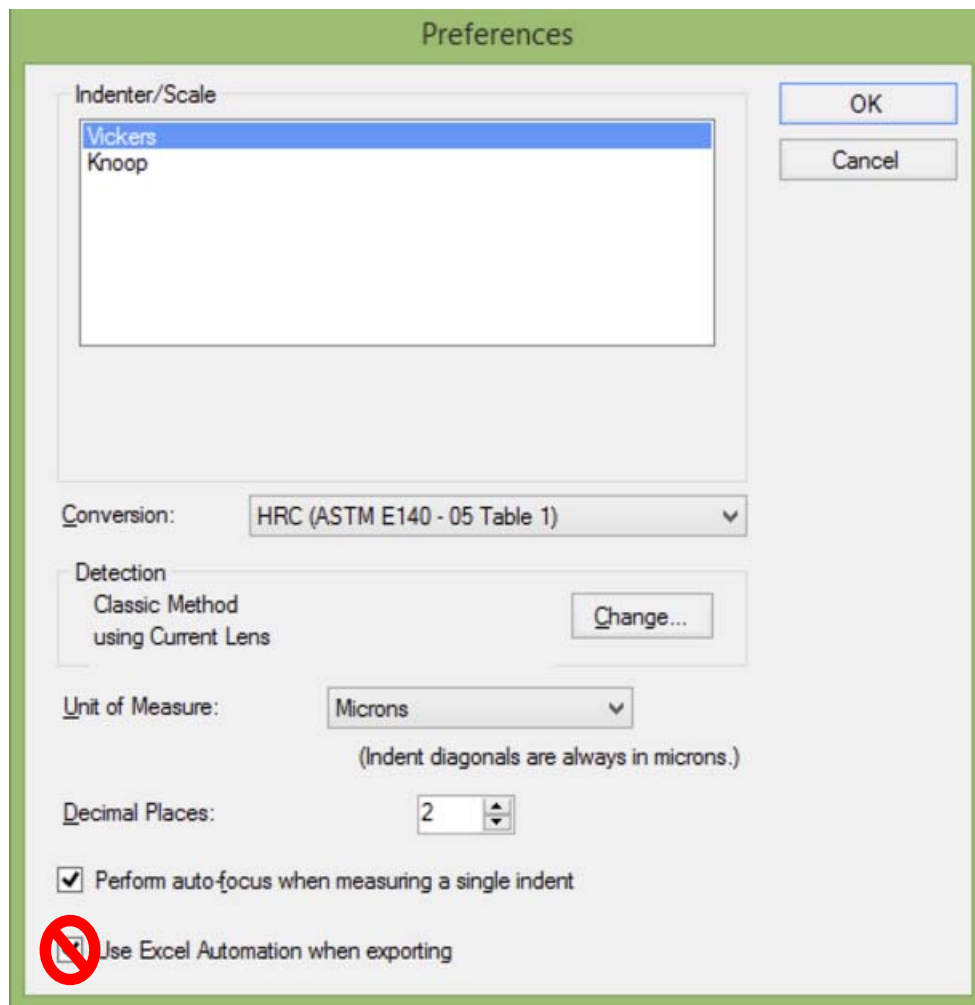 Preferences
Indenter/Scale
OK
Vickers
Knoop
Cancel
Conversion:
HRC (ASTM E140 - 05 Table 1)
Detection
Classic Method
using Current Lens
Change...
Unit of Measure:
Microns
(Indent diagonals are always in microns.)
Decimal Places:
2
Perform auto-focus when measuring a single indent
Use Excel Automation when exporting